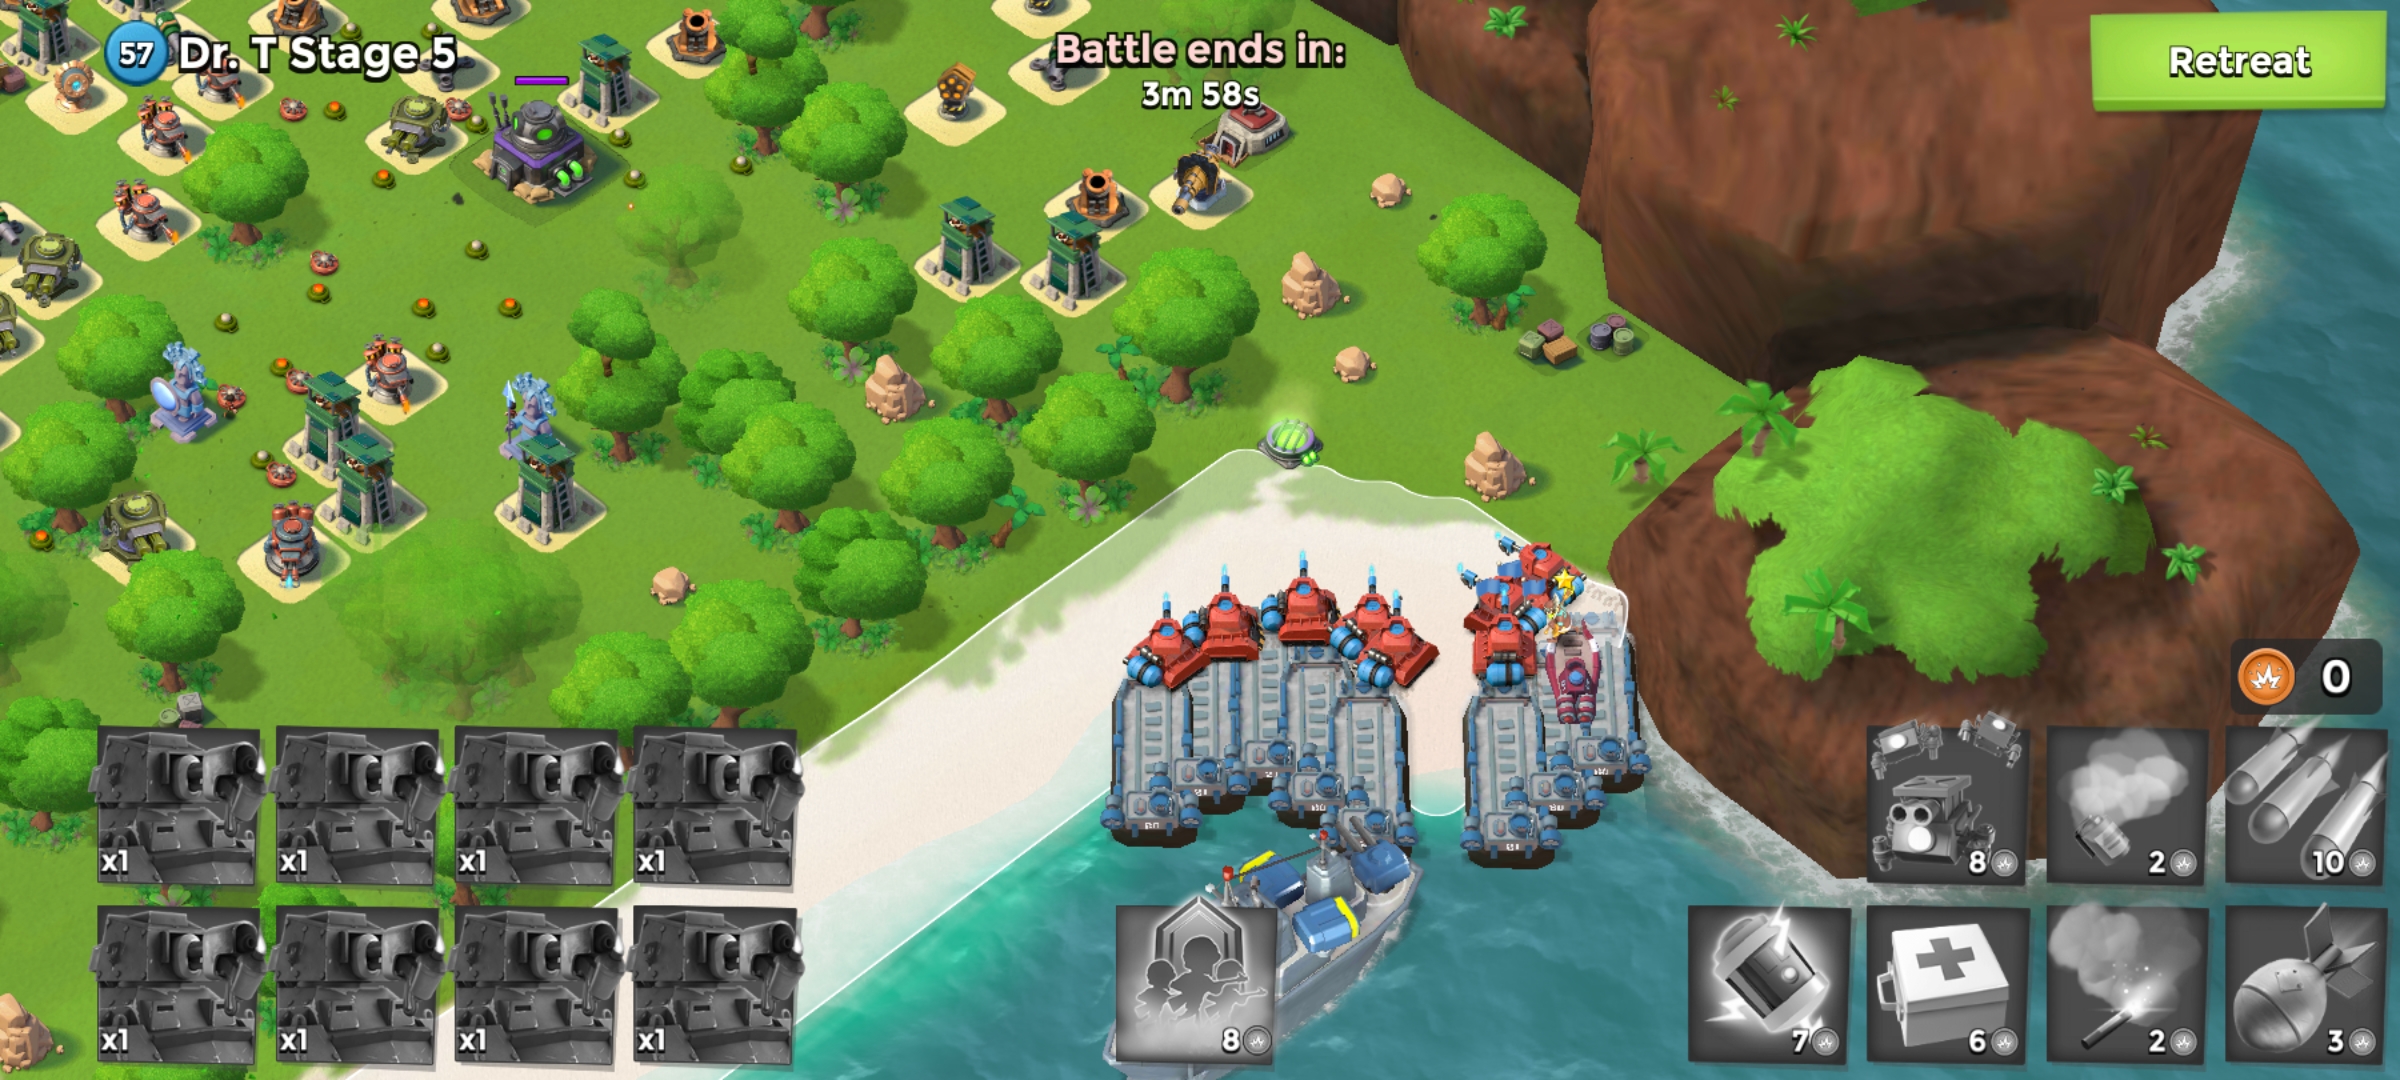 57 Dr. T Stage 5
Battle ends in:
3m 58s
Retreat
0
x1 x1 x1 x1
8 2 10
x1 x1 x1 x1
8
7 6 2 3